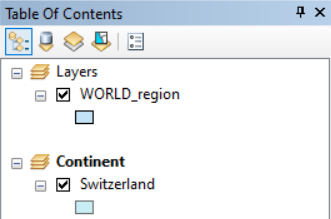 Table Of Contents
Layers
WORLD_region
Continent
Switzerland